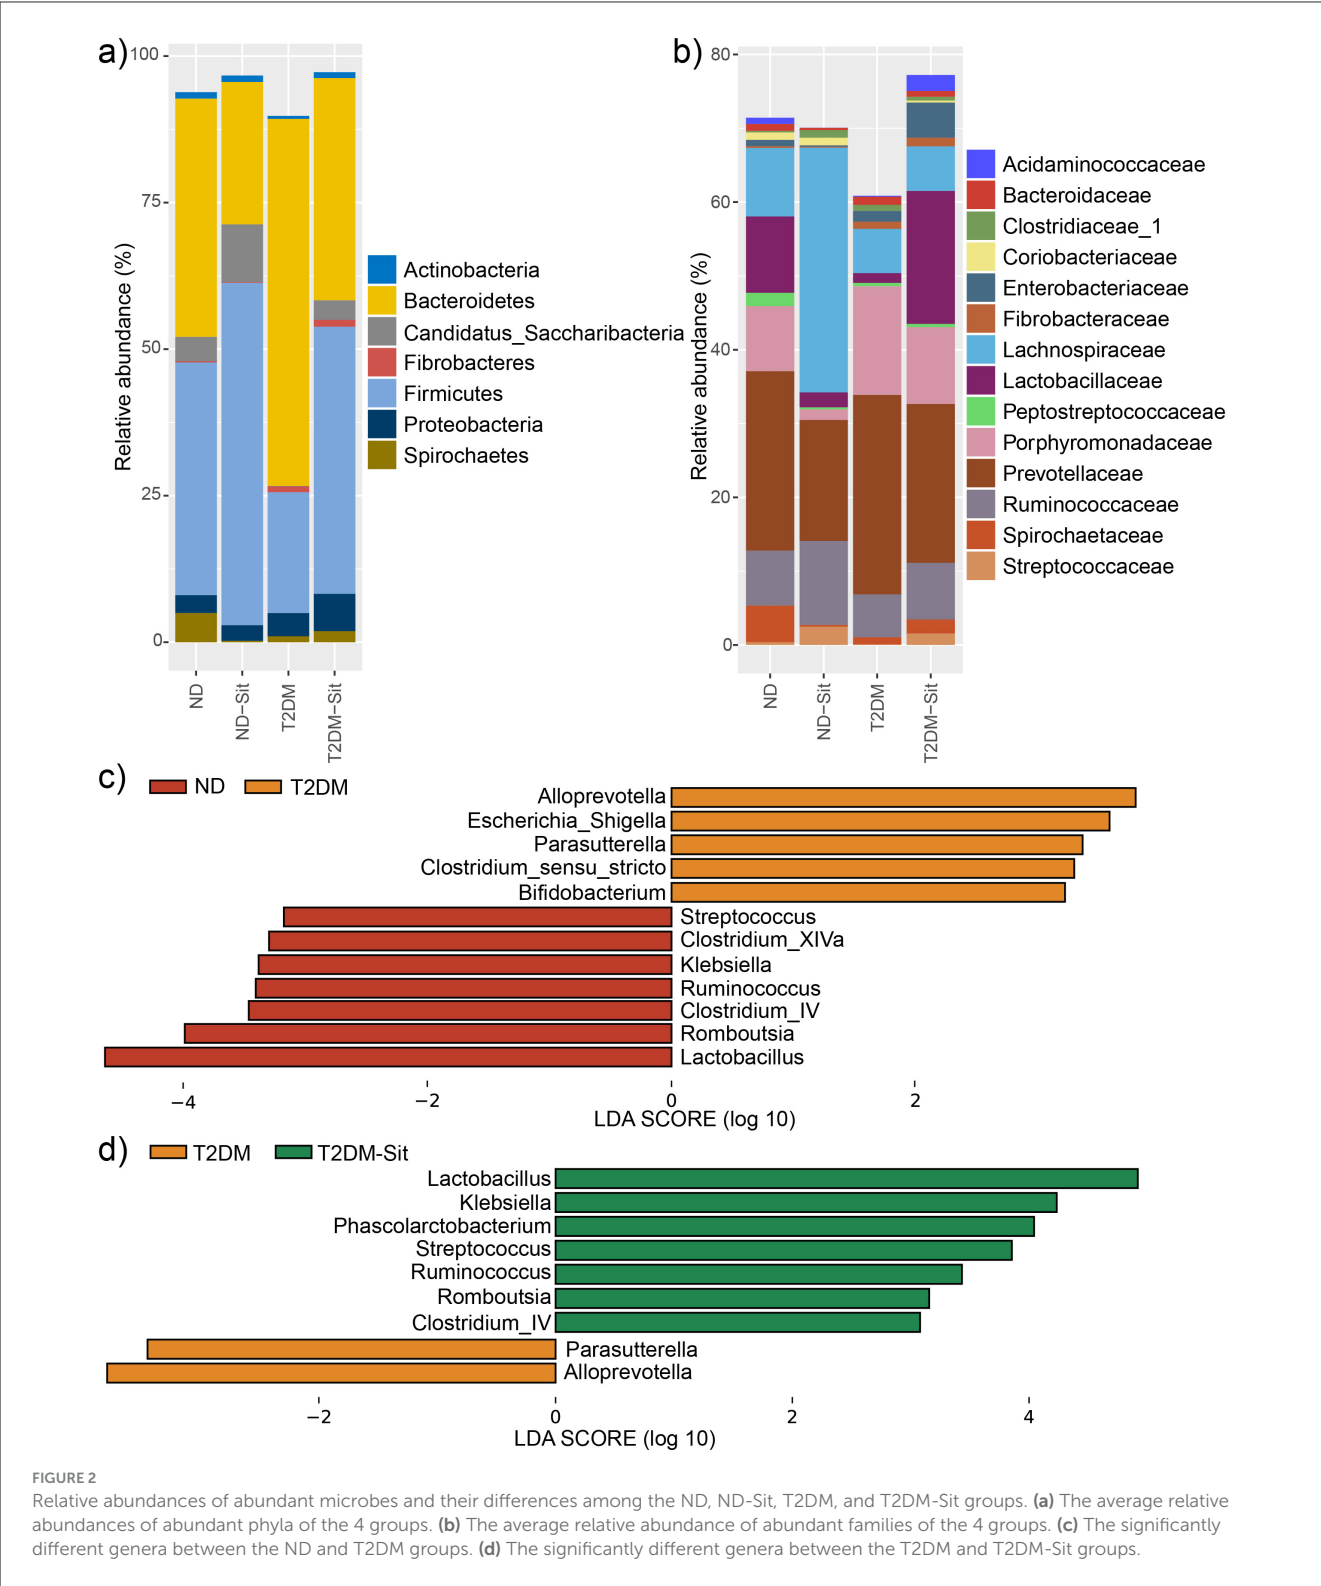 a)
100
75
50
25
0
Relative abundance (%)
ND
ND−Sit
T2DM
T2DM−Sit
Actinobacteria
Bacteroidetes
Candidatus_Saccharibacteria
Fibrobacteres
Firmicutes
Proteobacteria
Spirochaetes
b)
80
60
40
20
0
Relative abundance (%)
ND
ND−Sit
T2DM
T2DM−Sit
Acidaminococcaceae
Bacteroidaceae
Clostridiaceae_1
Coriobacteriaceae
Enterobacteriaceae
Fibrobacteraceae
Lachnospiraceae
Lactobacillaceae
Peptostreptococcaceae
Porphyromonadaceae
Prevotellaceae
Ruminococcaceae
Spirochaetaceae
Streptococcaceae
c)
ND T2DM
Alloprevotella
Escherichia_Shigella
Parasutterella
Clostridium_sensu_stricto
Bifidobacterium
Streptococcus
Clostridium_XIVa
Klebsiella
Ruminococcus
Clostridium_IV
Romboutsia
Lactobacillus
−4 −2 0 2
LDA SCORE (log 10)
d)
T2DM T2DM-Sit
Lactobacillus
Klebsiella
Phascolarctobacterium
Streptococcus
Ruminococcus
Romboutsia
Clostridium_IV
Parasutterella
Alloprevotella
−2 0 2 4
LDA SCORE (log 10)
FIGURE 2
Relative abundances of abundant microbes and their differences among the ND, ND-Sit, T2DM, and T2DM-Sit groups. (a) The average relative
abundances of abundant phyla of the 4 groups. (b) The average relative abundance of abundant families of the 4 groups. (c) The significantly
different genera between the ND and T2DM groups. (d) The significantly different genera between the T2DM and T2DM-Sit groups.